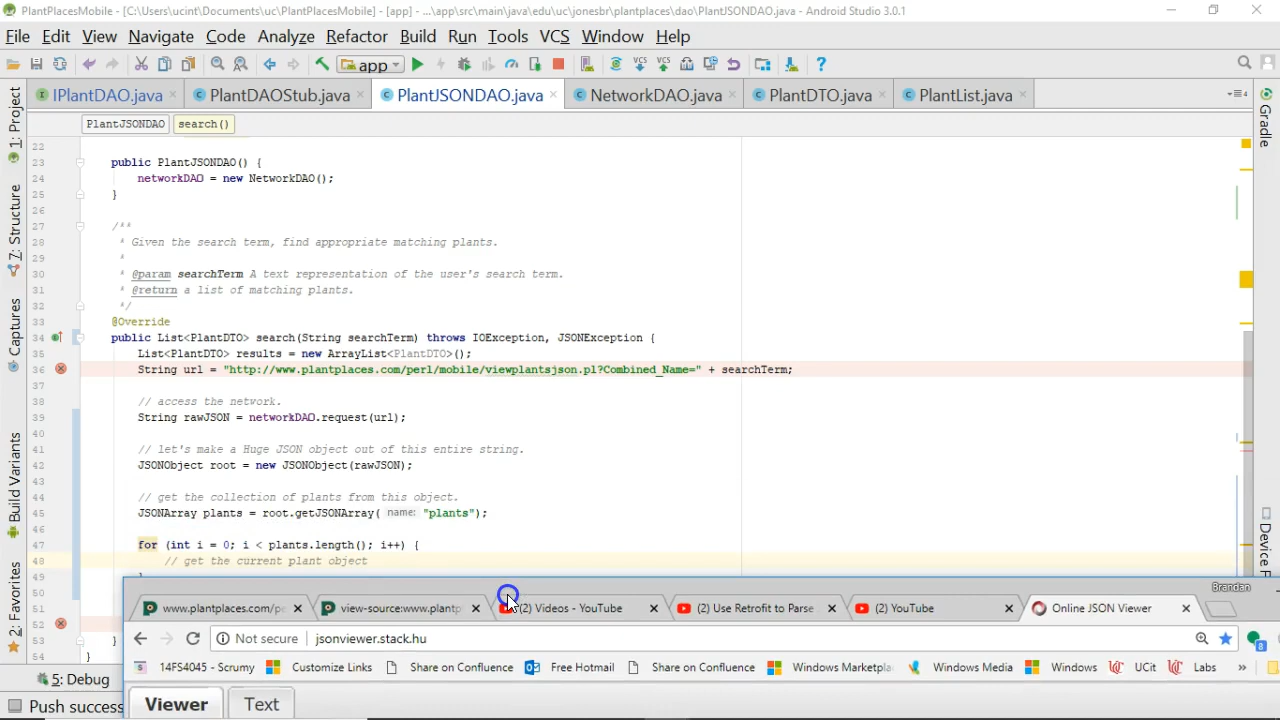 PlantPlacesMobile - [C:\Users\ucint\Documents\uc\PlantPlacesMobile] - [app] - ...\app\src\main\java\edu\uc\jonesbr\plantplaces\dao\PlantJSONDAO.java - Android Studio 3.0.1
File Edit View Navigate Code Analyze Refactor Build Run Tools VCS Window Help
app VCS VCS ?
IPlantDAO.java PlantDAOStub.java PlantJSONDAO.java NetworkDAO.java PlantDTO.java PlantList.java
PlantJSONDAO search()
1: Project
7: Structure
Captures
Build Variants
2: Favorites
Gradle
Device F
22
23 public PlantJSONDAO() {
24 networkDAO = new NetworkDAO();
25 }
26
27 /**
28 * Given the search term, find appropriate matching plants.
29 *
30 * @param searchTerm A text representation of the user's search term.
31 * @return a list of matching plants.
32 */
33 @Override
34 public List<PlantDTO> search(String searchTerm) throws IOException, JSONException {
35 List<PlantDTO> results = new ArrayList<PlantDTO>();
36 String url = "http://www.plantplaces.com/perl/mobile/viewplantsjson.pl?Combined_Name=" + searchTerm;
37
38 // access the network.
39 String rawJSON = networkDAO.request(url);
40
41 // let's make a Huge JSON object out of this entire string.
42 JSONObject root = new JSONObject(rawJSON);
43
44 // get the collection of plants from this object.
45 JSONArray plants = root.getJSONArray( name: "plants");
46
47 for (int i = 0; i < plants.length(); i++) {
48 // get the current plant object
49 }
50
51
52
53 }
54 }
Brandan
www.plantplaces.com/pe view-source:www.plantp (2) Videos - YouTube (2) Use Retrofit to Parse (2) YouTube Online JSON Viewer
Not secure jsonviewer.stack.hu 8
14FS4045 - Scrumy Customize Links Share on Confluence Free Hotmail Share on Confluence Windows Marketpla Windows Media Windows UCit Labs »
5: Debug
Push success
Viewer Text